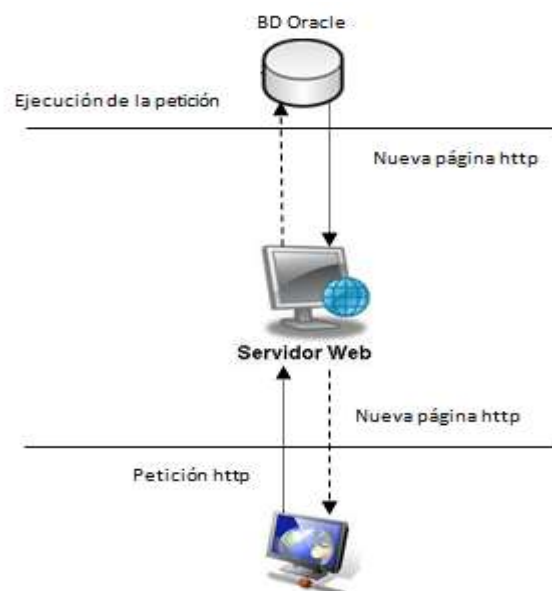 BD Oracle
Ejecución de la petición
Nueva página http
Servidor Web
Nueva página http
Petición http